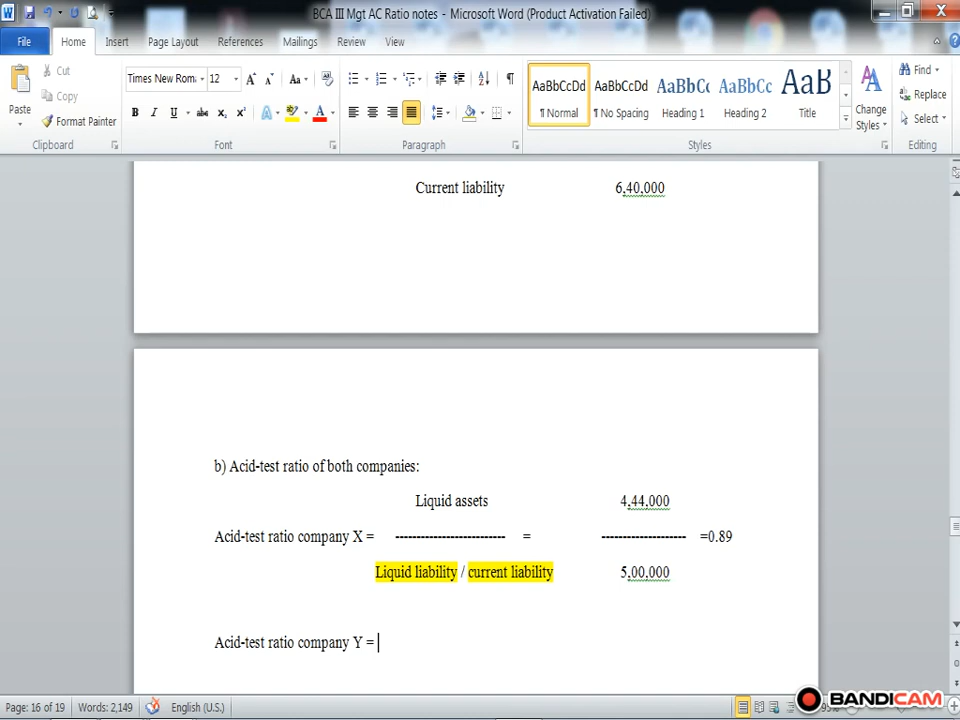 BCA III Mgt AC Ratio notes - Microsoft Word (Product Activation Failed)
File Home Insert Page Layout References Mailings Review View
Paste Cut Copy Format Painter
Times New Rom 12
AaBbCcDd AaBbCcDd AaBbCc AaBbCc AaB
¶ Normal ¶ No Spacing Heading 1 Heading 2 Title
Change Styles
Find Replace Select
Clipboard Font Paragraph Styles Editing
Current liability 6,40,000
b) Acid-test ratio of both companies:
Liquid assets 4,44,000
Acid-test ratio company X = -------------------------- = -------------------- =0.89
Liquid liability / current liability 5,00,000
Acid-test ratio company Y =
Page: 16 of 19 Words: 2,149 English (U.S.)
BANDICAM